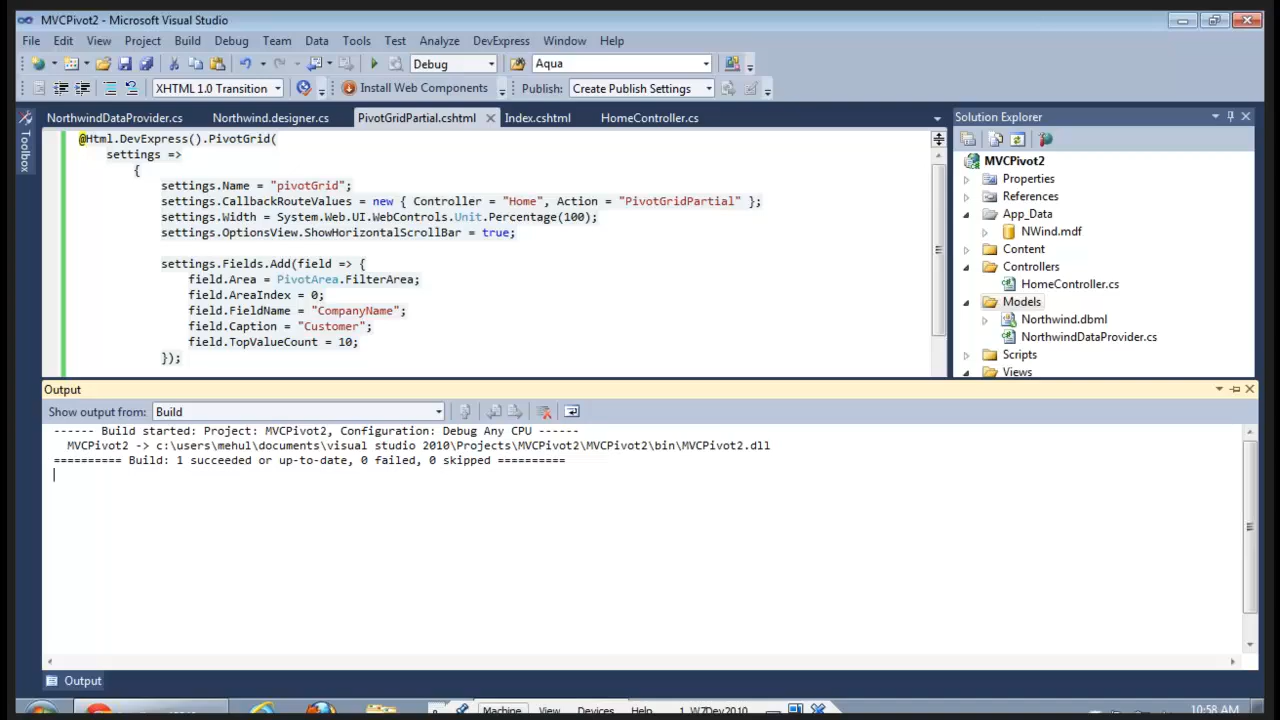 MVCPivot2 - Microsoft Visual Studio
File Edit View Project Build Debug Team Data Tools Test Analyze DevExpress Window Help
Debug Aqua
XHTML 1.0 Transition Install Web Components Publish: Create Publish Settings
NorthwindDataProvider.cs Northwind.designer.cs PivotGridPartial.cshtml Index.cshtml HomeController.cs
Toolbox
@Html.DevExpress().PivotGrid(
settings =>
{
settings.Name = "pivotGrid";
settings.CallbackRouteValues = new { Controller = "Home", Action = "PivotGridPartial" };
settings.Width = System.Web.UI.WebControls.Unit.Percentage(100);
settings.OptionsView.ShowHorizontalScrollBar = true;
settings.Fields.Add(field => {
field.Area = PivotArea.FilterArea;
field.AreaIndex = 0;
field.FieldName = "CompanyName";
field.Caption = "Customer";
field.TopValueCount = 10;
});
Solution Explorer
MVCPivot2
Properties
References
App_Data
NWind.mdf
Content
Controllers
HomeController.cs
Models
Northwind.dbml
NorthwindDataProvider.cs
Scripts
Views
Output
Show output from: Build
------ Build started: Project: MVCPivot2, Configuration: Debug Any CPU ------
MVCPivot2 -> c:\users\mehul\documents\visual studio 2010\Projects\MVCPivot2\MVCPivot2\bin\MVCPivot2.dll
========== Build: 1 succeeded or up-to-date, 0 failed, 0 skipped ==========
Output
Machine View Devices Help 1_W7Dev2010 10:58 AM